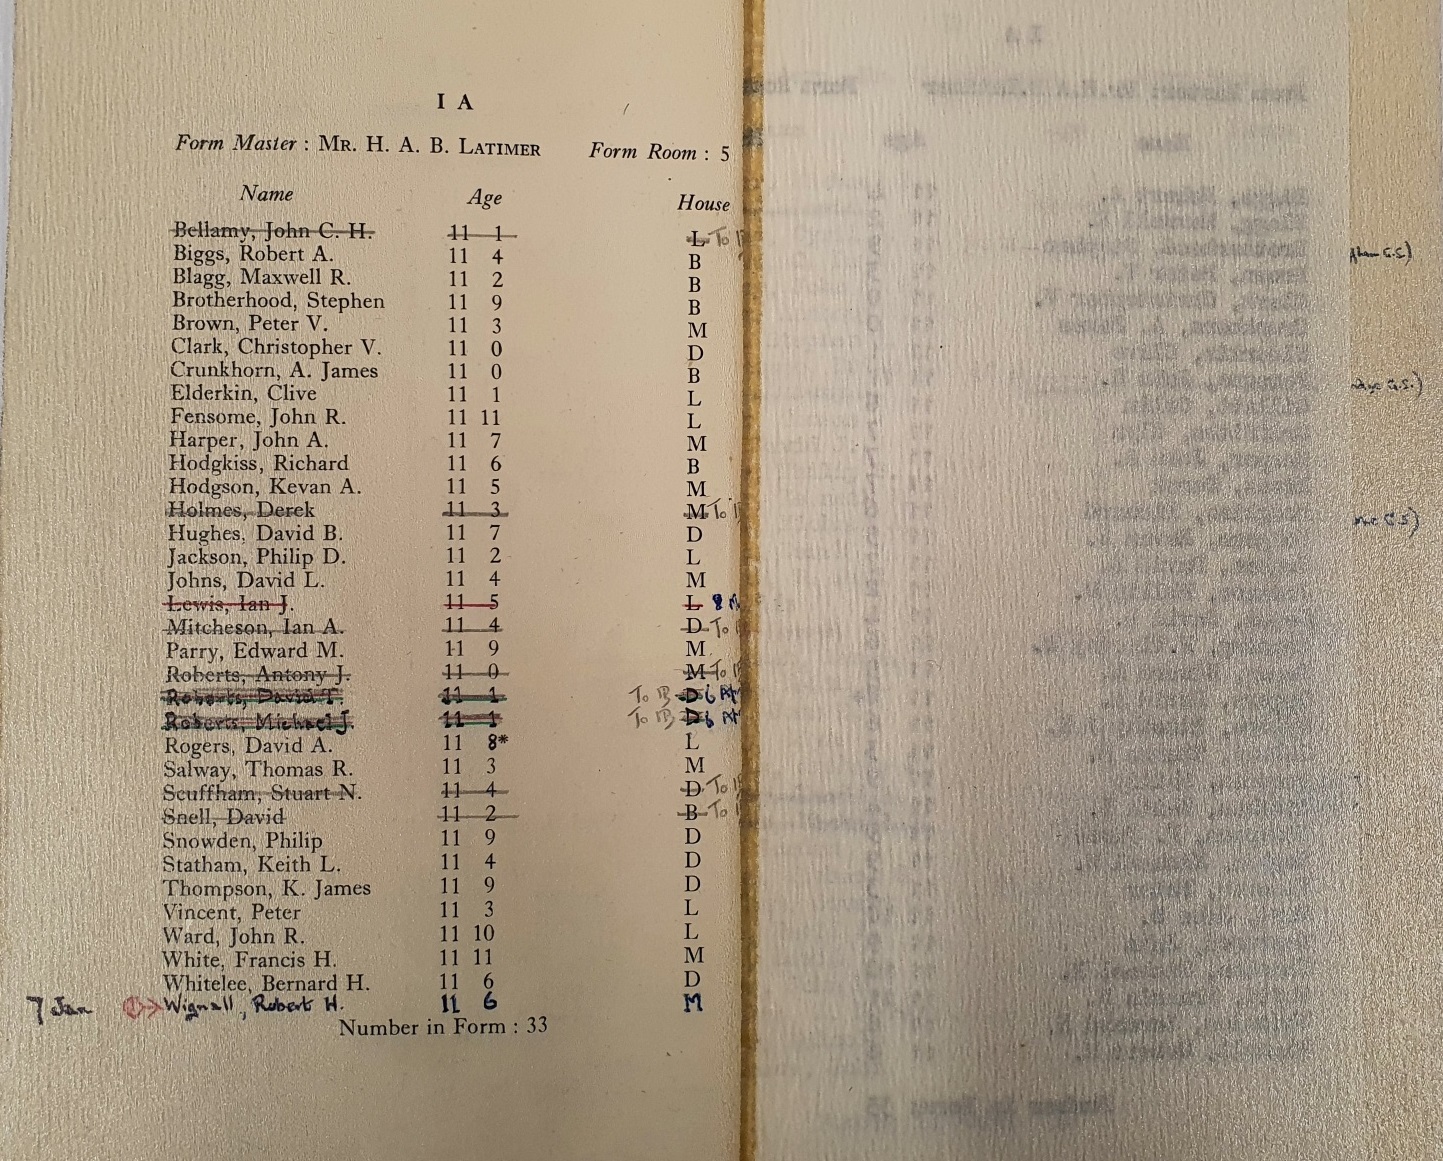 I A
Form Master : MR. H. A. B. LATIMER Form Room : 5
Name Age House
Bellamy, John C. H. 11 1 L To
Biggs, Robert A. 11 4 B
Blagg, Maxwell R. 11 2 B
Brotherhood, Stephen 11 9 B
Brown, Peter V. 11 3 M
Clark, Christopher V. 11 0 D
Crunkhorn, A. James 11 0 B
Elderkin, Clive 11 1 L
Fensome, John R. 11 11 L
Harper, John A. 11 7 M
Hodgkiss, Richard 11 6 B
Hodgson, Kevan A. 11 5 M
Holmes, Derek 11 3 M To
Hughes, David B. 11 7 D
Jackson, Philip D. 11 2 L
Johns, David L. 11 4 M
Lewis, Ian J. 11 5 L 8
Mitcheson, Ian A. 11 4 D To
Parry, Edward M. 11 9 M
Roberts, Antony J. 11 0 M To
Roberts, David T. 11 1 To D 6
Roberts, Michael J. 11 1 To D 6
Rogers, David A. 11 8* L
Salway, Thomas R. 11 3 M
Scuffham, Stuart N. 11 4 D To
Snell, David 11 2 B To
Snowden, Philip 11 9 D
Statham, Keith L. 11 4 D
Thompson, K. James 11 9 D
Vincent, Peter 11 3 L
Ward, John R. 11 10 L
White, Francis H. 11 11 M
Whitelee, Bernard H. 11 6 D
7 Jan Wignall, Robert H. 11 6 M
Number in Form : 33